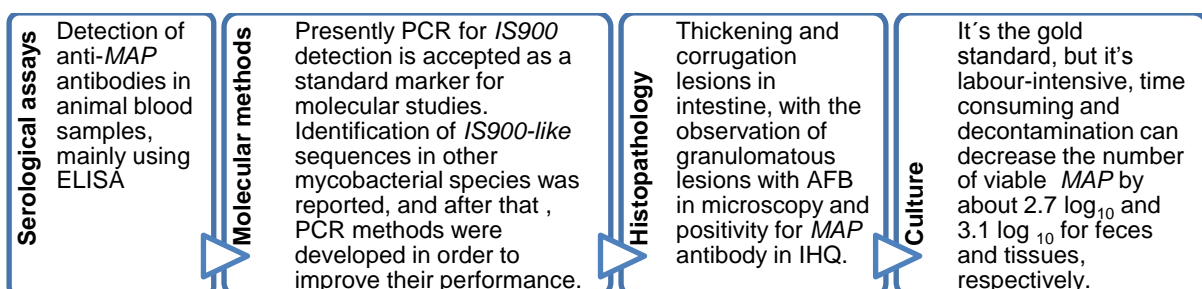 Serological assays
Detection of
anti-MAP
antibodies in
animal blood
samples,
mainly using
ELISA
Molecular methods
Presently PCR for IS900
detection is accepted as a
standard marker for
molecular studies.
Identification of IS900-like
sequences in other
mycobacterial species was
reported, and after that ,
PCR methods were
developed in order to
improve their performance.
Histopathology
Thickening and
corrugation
lesions in
intestine, with the
observation of
granulomatous
lesions with AFB
in microscopy and
positivity for MAP
antibody in IHQ.
Culture
It´s the gold
standard, but it’s
labour-intensive, time
consuming and
decontamination can
decrease the number
of viable MAP by
about 2.7 log₁₀ and
3.1 log ₁₀ for feces
and tissues,
respectively.